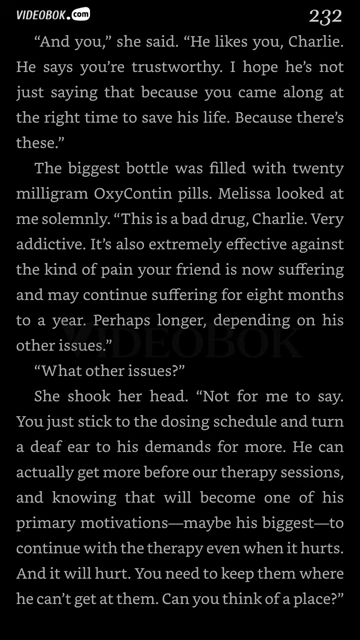 VIDEOBOK.com
232
“And you,” she said. “He likes you, Charlie.
He says you’re trustworthy. I hope he’s not
just saying that because you came along at
the right time to save his life. Because there’s
these.”
The biggest bottle was filled with twenty
milligram OxyContin pills. Melissa looked at
me solemnly. “This is a bad drug, Charlie. Very
addictive. It’s also extremely effective against
the kind of pain your friend is now suffering
and may continue suffering for eight months
to a year. Perhaps longer, depending on his
other issues.”
VIDEOBOK
“What other issues?”
She shook her head. “Not for me to say.
You just stick to the dosing schedule and turn
a deaf ear to his demands for more. He can
actually get more before our therapy sessions,
and knowing that will become one of his
primary motivations—maybe his biggest—to
continue with the therapy even when it hurts.
And it will hurt. You need to keep them where
he can’t get at them. Can you think of a place?”